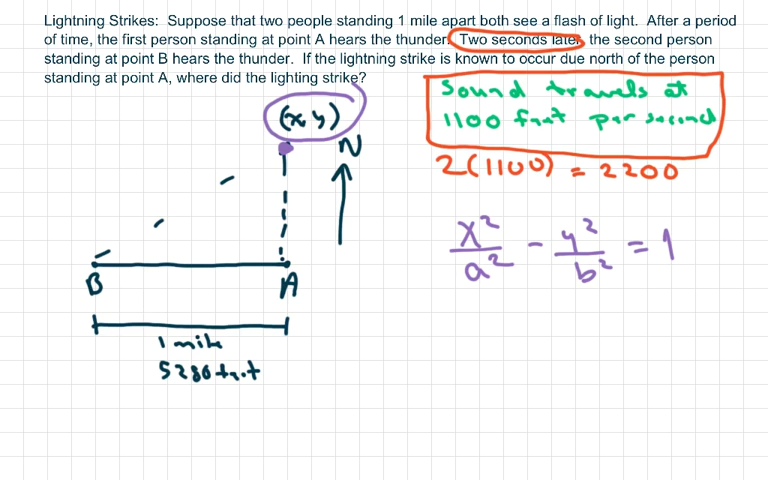 Lightning Strikes: Suppose that two people standing 1 mile apart both see a flash of light. After a period
of time, the first person standing at point A hears the thunder. Two seconds later, the second person
standing at point B hears the thunder. If the lightning strike is known to occur due north of the person
standing at point A, where did the lighting strike?
Sound travels at
1100 feet per second
(x, y)
N
2(1100) = 2200
x²/a² - y²/b² = 1
B A
1 mile
5280 feet